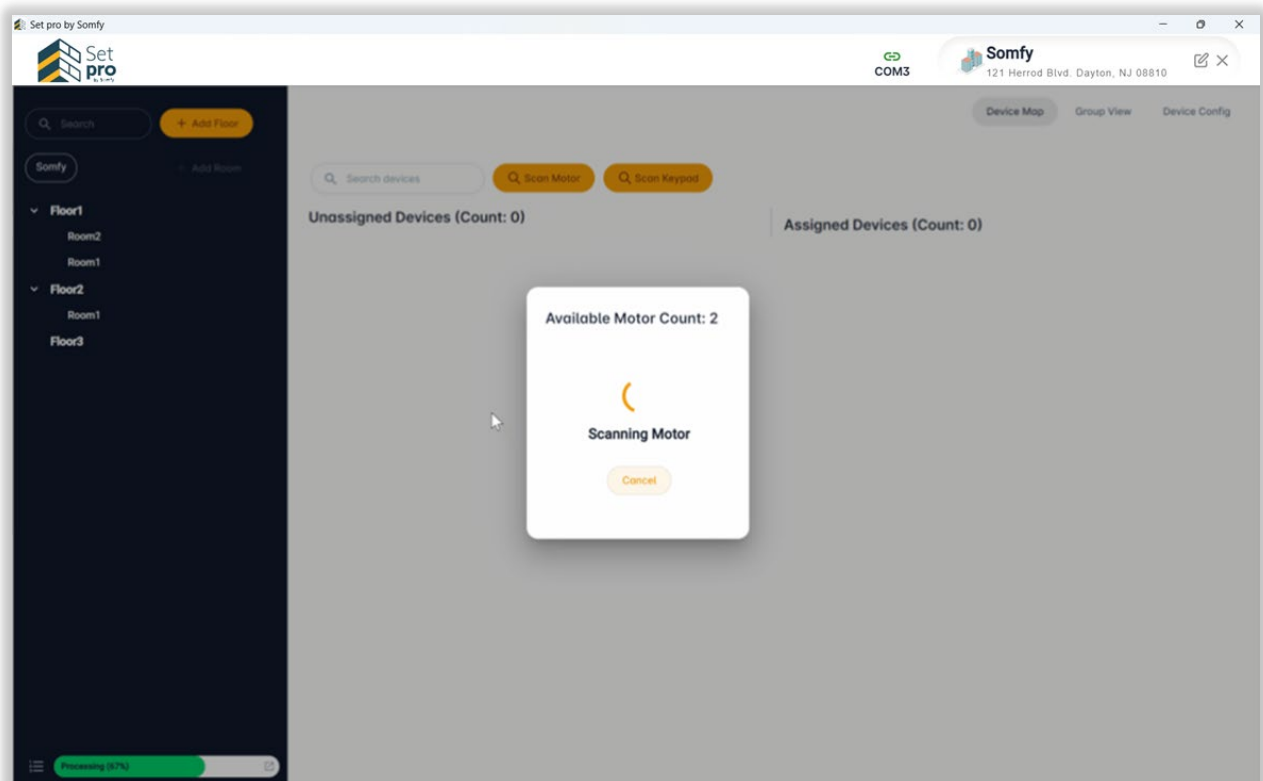 Set pro by Somfy
Set
pro
by Somfy
COM3
Somfy
121 Herrod Blvd. Dayton, NJ 08810
Search
+ Add Floor
Somfy
+ Add Room
Floor1
Room2
Room1
Floor2
Room1
Floor3
Processing (67%)
Device Map
Group View
Device Config
Search devices
Scan Motor
Scan Keypad
Unassigned Devices (Count: 0)
Assigned Devices (Count: 0)
Available Motor Count: 2
Scanning Motor
Cancel